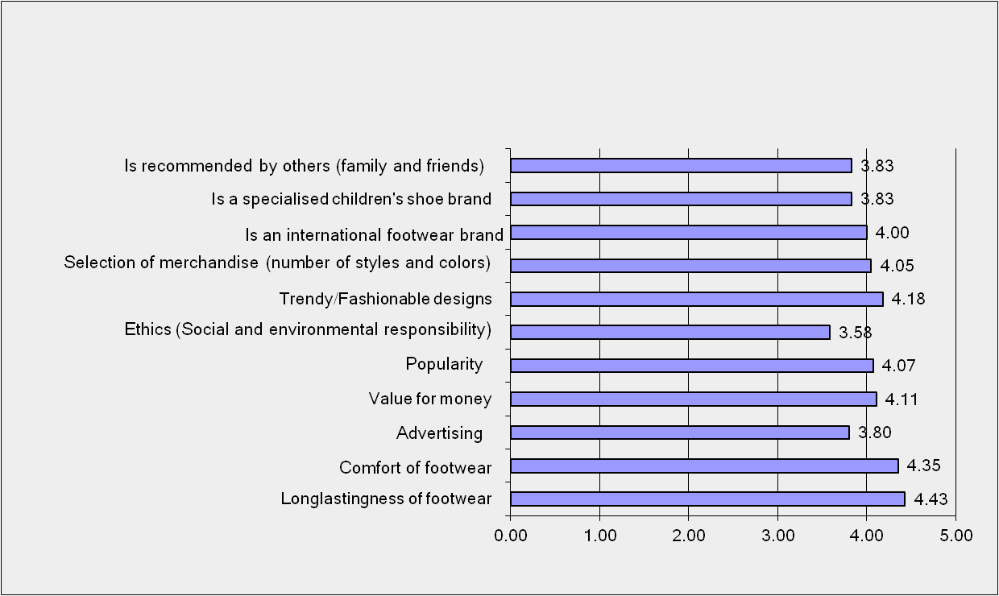 Is recommended by others (family and friends) 3.83
Is a specialised children's shoe brand 3.83
Is an international footwear brand 4.00
Selection of merchandise (number of styles and colors) 4.05
Trendy/Fashionable designs 4.18
Ethics (Social and environmental responsibility) 3.58
Popularity 4.07
Value for money 4.11
Advertising 3.80
Comfort of footwear 4.35
Longlastingness of footwear 4.43
0.00 1.00 2.00 3.00 4.00 5.00